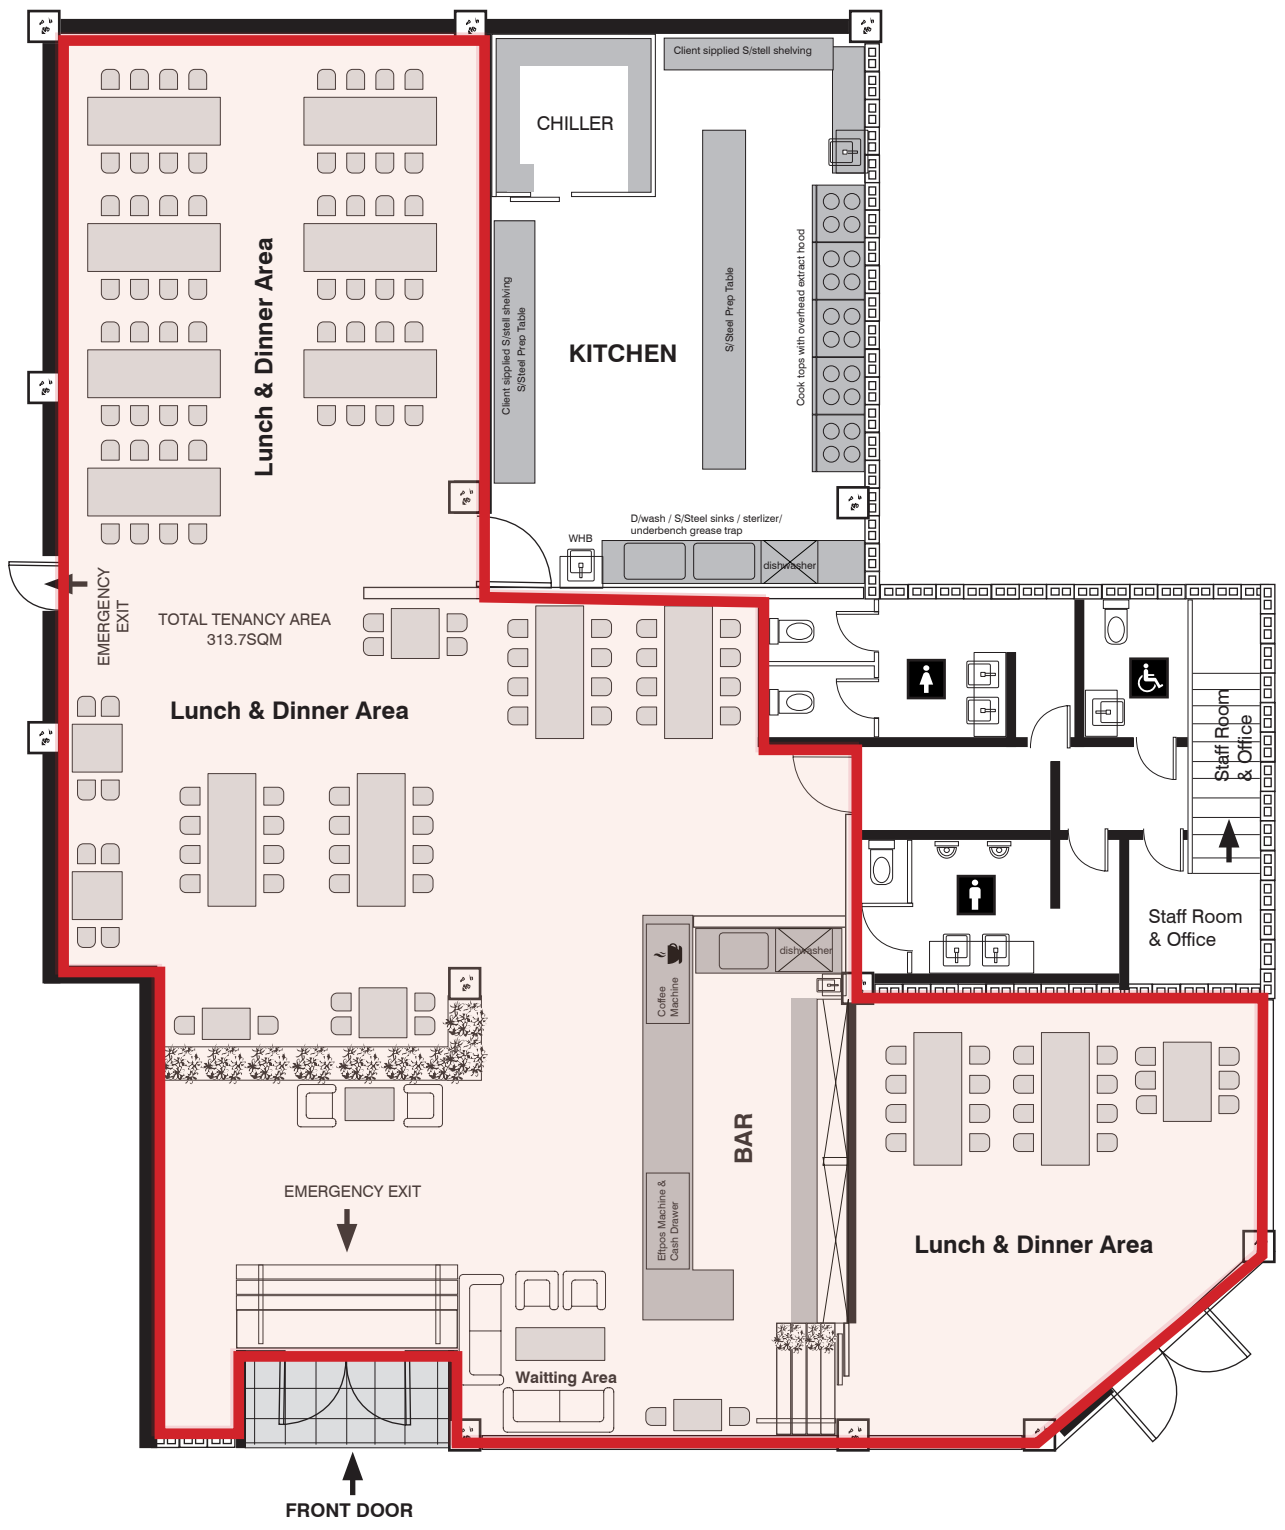 Client sipplied S/stell shelving
CHILLER
Lunch & Dinner Area
Client sipplied S/stell shelving
S/Steel Prep Table
KITCHEN
S/Steel Prep Table
Cook tops with overhead extract hood
D/wash / S/Steel sinks / sterlizer/
underbench grease trap
WHB
dishwasher
EMERGENCY
EXIT
TOTAL TENANCY AREA
313.7SQM
Lunch & Dinner Area
Staff Room
& Office
Staff Room
& Office
dishwasher
Coffee
Machine
BAR
EMERGENCY EXIT
Eftpos Machine &
Cash Drawer
Lunch & Dinner Area
Waitting Area
FRONT DOOR